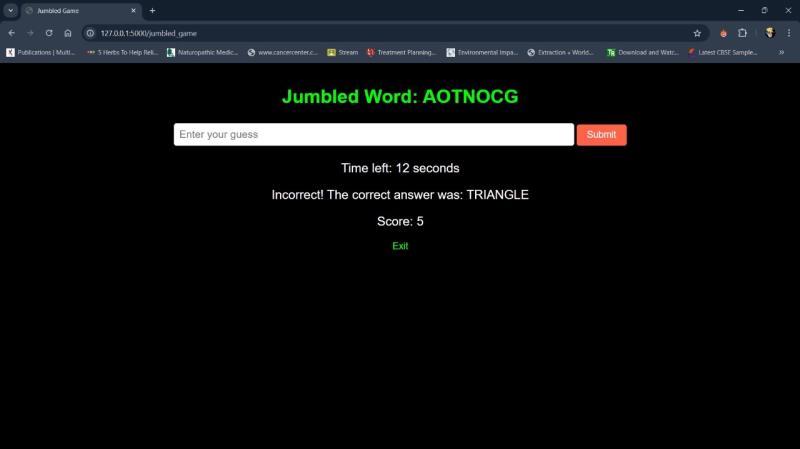 Jumbled Game
127.0.0.1:5000/jumbled_game
Publications | Multi... 5 Herbs To Help Reli... Naturopathic Medic... www.cancercenter.c... Stream Treatment Planning... Environmental Impa... Extraction + World... Download and Watc... Latest CBSE Sample...
Jumbled Word: AOTNOCG
Enter your guess Submit
Time left: 12 seconds
Incorrect! The correct answer was: TRIANGLE
Score: 5
Exit